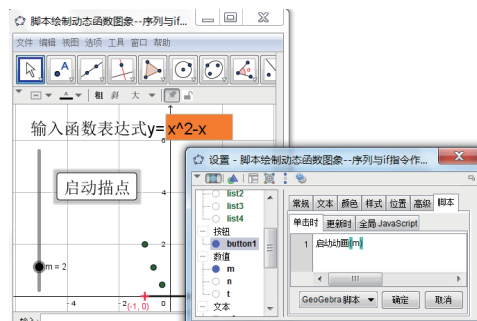 脚本绘制动态函数图象--序列与if...
文件 编辑 视图 选项 工具 窗口 帮助
A
a=2
A 粗 斜 大
输入函数表达式y= x^2-x
6
启动描点
4
2
m = 2
-4 -2 0
(-1, 0)
输入:
设置 - 脚本绘制动态函数图象--序列与if指令作...
list2
list3
list4
按钮
button1
数值
m
n
t
文本
常规 文本 颜色 样式 位置 高级 脚本
单击时 更新时 全局 JavaScript
1 启动动画(m)
GeoGebra 脚本 确定 取消